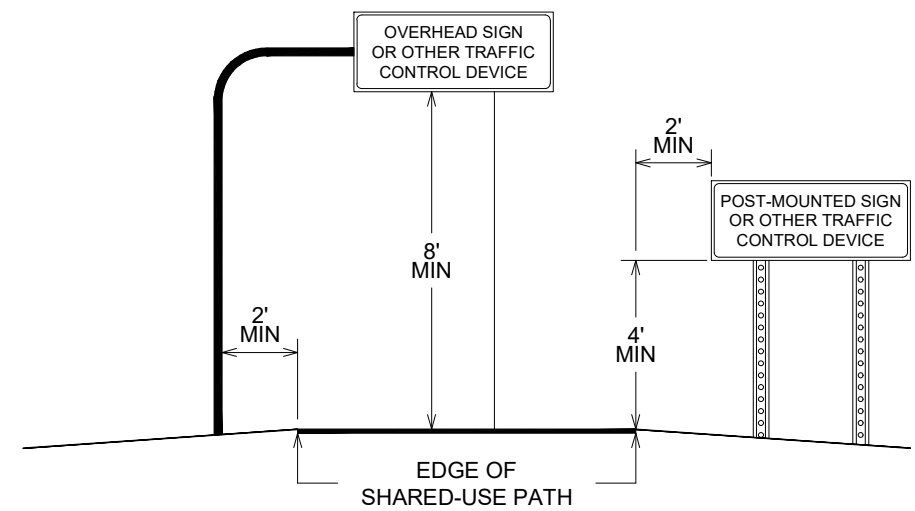 OVERHEAD SIGN
OR OTHER TRAFFIC
CONTROL DEVICE
2'
MIN
POST-MOUNTED SIGN
OR OTHER TRAFFIC
CONTROL DEVICE
8'
MIN
2'
MIN
4'
MIN
EDGE OF
SHARED-USE PATH